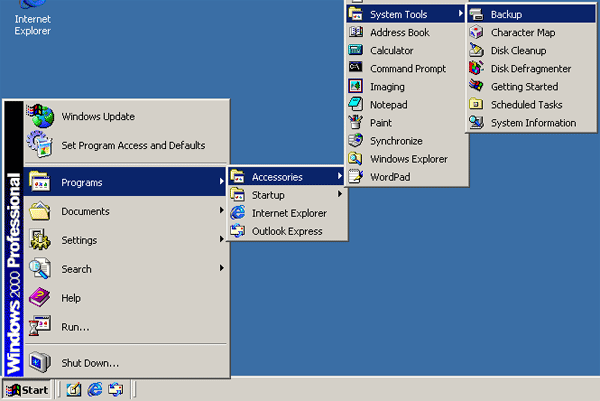 Internet
Explorer
System Tools
Address Book
Calculator
Command Prompt
Imaging
Notepad
Paint
Synchronize
Windows Explorer
WordPad
Backup
Character Map
Disk Cleanup
Disk Defragmenter
Getting Started
Scheduled Tasks
System Information
Windows Update
Set Program Access and Defaults
Programs
Documents
Settings
Search
Help
Run...
Shut Down...
Accessories
Startup
Internet Explorer
Outlook Express
Windows 2000 Professional
Start